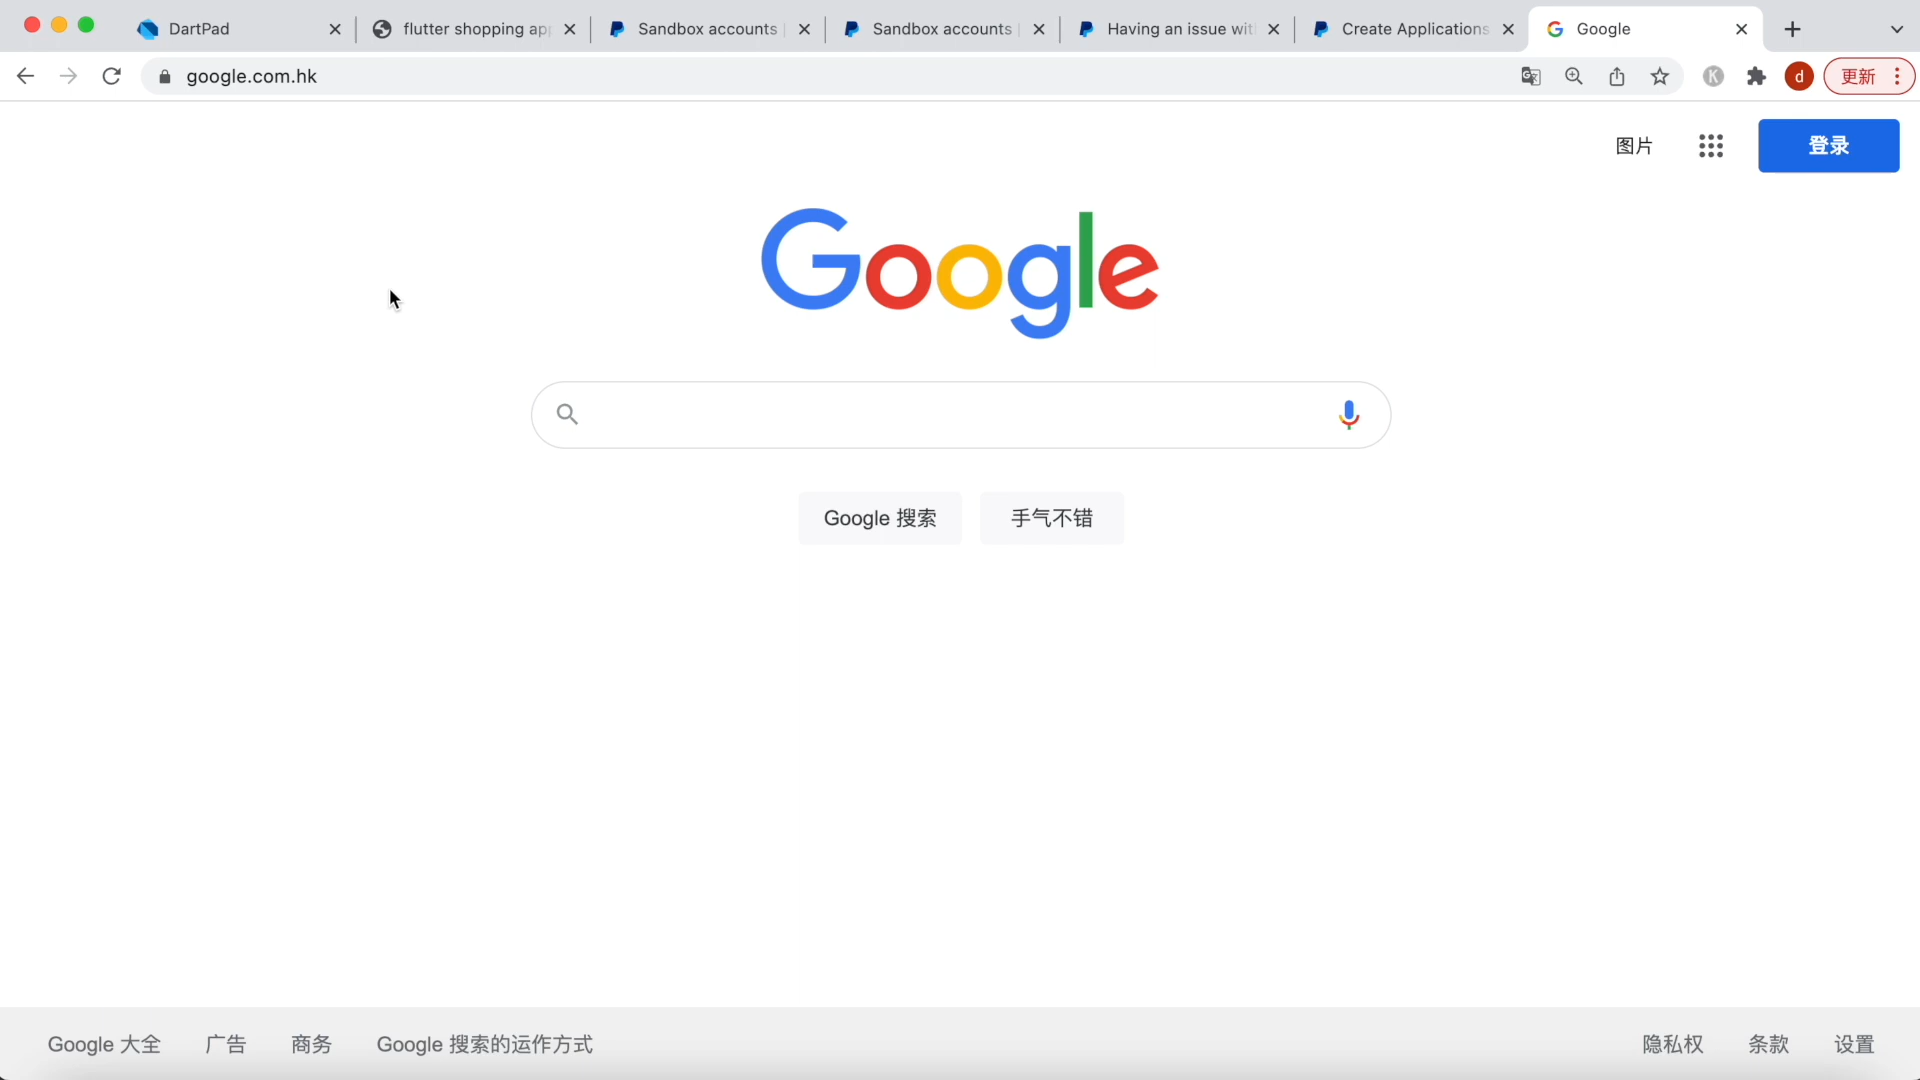 DartPad
flutter shopping app
Sandbox accounts
Sandbox accounts
Having an issue wit
Create Applications
Google
google.com.hk
K
d
更新
图片
登录
Google
Google 搜索
手气不错
Google 大全
广告
商务
Google 搜索的运作方式
隐私权
条款
设置